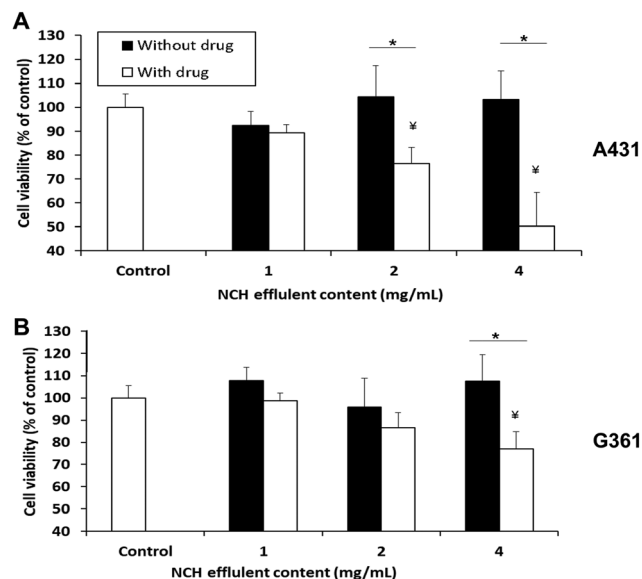 A
Without drug
With drug
Cell viability (% of control)
130
120
110
100
90
80
70
60
50
40
*
*
¥
¥
A431
Control
1
2
4
NCH efflulent content (mg/mL)
B
Cell viability (% of control)
130
120
110
100
90
80
70
60
50
40
*
¥
G361
Control
1
2
4
NCH efflulent content (mg/mL)